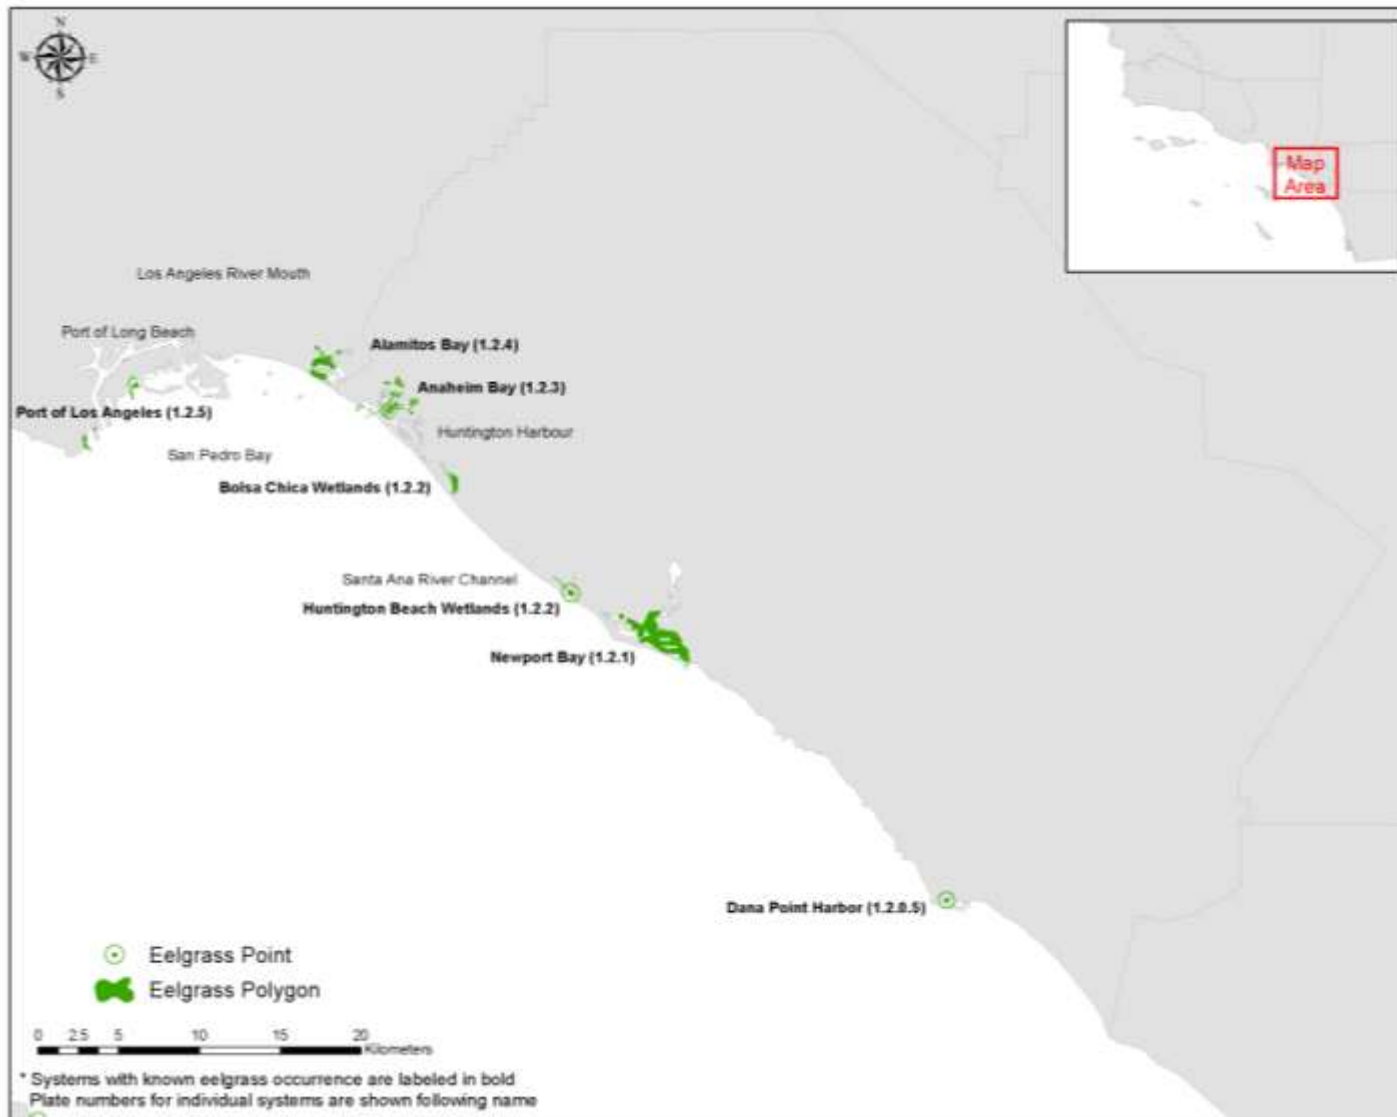 N
W E
S
Map
Area
Los Angeles River Mouth
Port of Long Beach
Alamitos Bay (1.2.4)
Anaheim Bay (1.2.3)
Port of Los Angeles (1.2.5)
Huntington Harbour
San Pedro Bay
Bolsa Chica Wetlands (1.2.2)
Santa Ana River Channel
Huntington Beach Wetlands (1.2.2)
Newport Bay (1.2.1)
Dana Point Harbor (1.2.0.5)
Eelgrass Point
Eelgrass Polygon
0 2.5 5 10 15 20
Kilometers
* Systems with known eelgrass occurrence are labeled in bold
Plate numbers for individual systems are shown following name